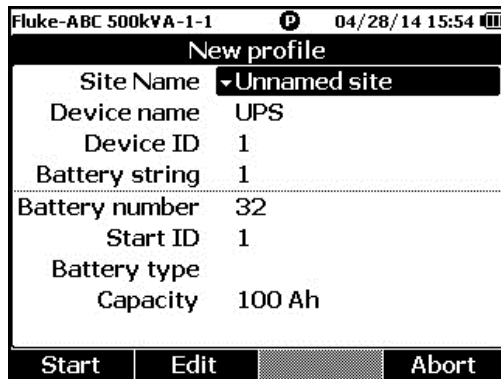 Fluke-ABC 500kVA-1-1 P 04/28/14 15:54
New profile
Site Name Unnamed site
Device name UPS
Device ID 1
Battery string 1
Battery number 32
Start ID 1
Battery type
Capacity 100 Ah
Start Edit Abort